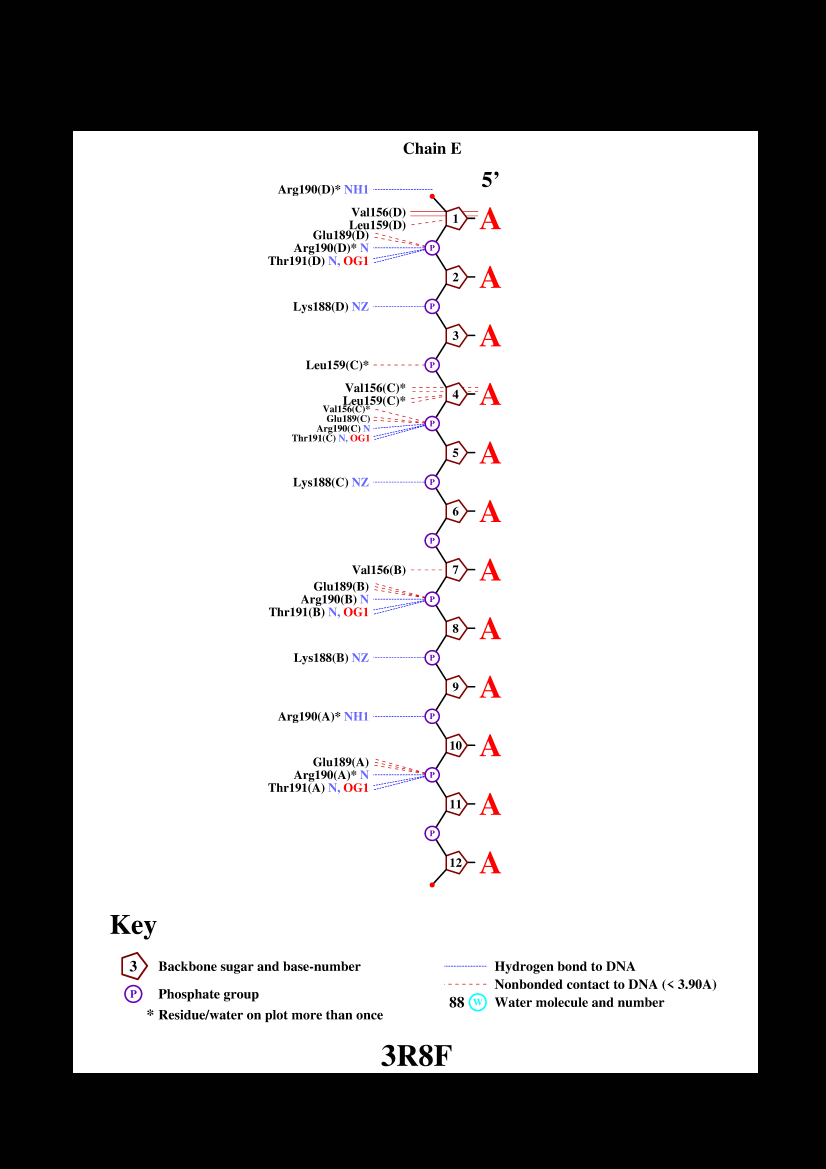 Chain E
5’
Arg190(D)* NH1
Val156(D)
1 A
Leu159(D)
Glu189(D)
Arg190(D)* N
P
Thr191(D) N, OG1
2 A
Lys188(D) NZ P
3 A
Leu159(C)* P
Val156(C)*
4 A
Leu159(C)*
Val156(C)*
Glu189(C)
P
Arg190(C) N
Thr191(C) N, OG1
5 A
Lys188(C) NZ P
6 A
P
Val156(B) 7 A
Glu189(B)
Arg190(B) N P
Thr191(B) N, OG1
8 A
Lys188(B) NZ P
9 A
Arg190(A)* NH1 P
10 A
Glu189(A)
Arg190(A)* N P
Thr191(A) N, OG1
11 A
P
12 A
Key
3 Backbone sugar and base-number
P Phosphate group
* Residue/water on plot more than once
Hydrogen bond to DNA
Nonbonded contact to DNA (< 3.90A)
88 W Water molecule and number
3R8F